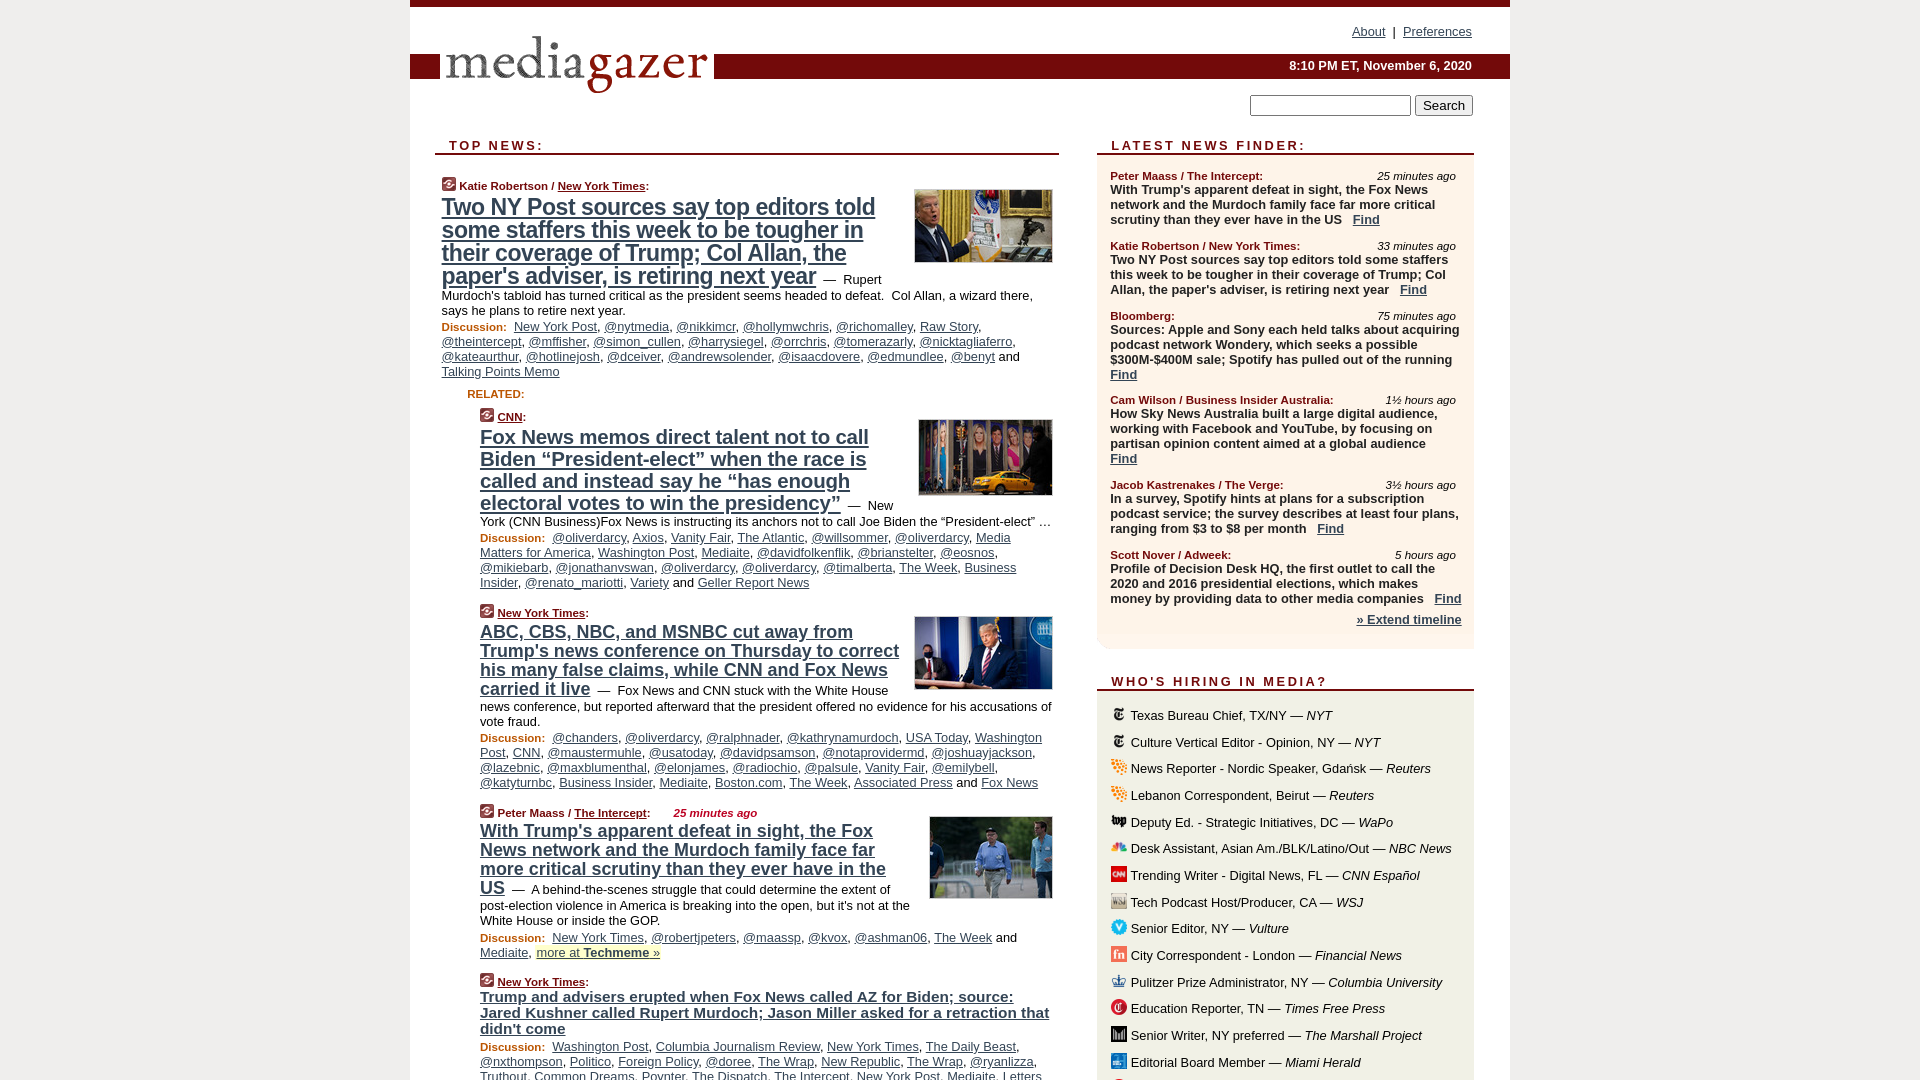 About | Preferences
mediagazer
8:10 PM ET, November 6, 2020
Search
TOP NEWS:
Katie Robertson / New York Times:
Two NY Post sources say top editors told
some staffers this week to be tougher in
their coverage of Trump; Col Allan, the
paper's adviser, is retiring next year — Rupert
Murdoch's tabloid has turned critical as the president seems headed to defeat. Col Allan, a wizard there,
says he plans to retire next year.
Discussion: New York Post, @nytmedia, @nikkimcr, @hollymwchris, @richomalley, Raw Story,
@theintercept, @mffisher, @simon_cullen, @harrysiegel, @orrchris, @tomerazarly, @nicktagliaferro,
@kateaurthur, @hotlinejosh, @dceiver, @andrewsolender, @isaacdovere, @edmundlee, @benyt and
Talking Points Memo
RELATED:
CNN:
Fox News memos direct talent not to call
Biden “President-elect” when the race is
called and instead say he “has enough
electoral votes to win the presidency” — New
York (CNN Business)Fox News is instructing its anchors not to call Joe Biden the “President-elect” …
Discussion: @oliverdarcy, Axios, Vanity Fair, The Atlantic, @willsommer, @oliverdarcy, Media
Matters for America, Washington Post, Mediaite, @davidfolkenflik, @brianstelter, @eosnos,
@mikiebarb, @jonathanvswan, @oliverdarcy, @oliverdarcy, @timalberta, The Week, Business
Insider, @renato_mariotti, Variety and Geller Report News
New York Times:
ABC, CBS, NBC, and MSNBC cut away from
Trump's news conference on Thursday to correct
his many false claims, while CNN and Fox News
carried it live — Fox News and CNN stuck with the White House
news conference, but reported afterward that the president offered no evidence for his accusations of
vote fraud.
Discussion: @chanders, @oliverdarcy, @ralphnader, @kathrynamurdoch, USA Today, Washington
Post, CNN, @maustermuhle, @usatoday, @davidpsamson, @notaprovidermd, @joshuayjackson,
@lazebnic, @maxblumenthal, @elonjames, @radiochio, @palsule, Vanity Fair, @emilybell,
@katyturnbc, Business Insider, Mediaite, Boston.com, The Week, Associated Press and Fox News
Peter Maass / The Intercept: 25 minutes ago
With Trump's apparent defeat in sight, the Fox
News network and the Murdoch family face far
more critical scrutiny than they ever have in the
US — A behind-the-scenes struggle that could determine the extent of
post-election violence in America is breaking into the open, but it's not at the
White House or inside the GOP.
Discussion: New York Times, @robertjpeters, @maassp, @kvox, @ashman06, The Week and
Mediaite, more at Techmeme »
New York Times:
Trump and advisers erupted when Fox News called AZ for Biden; source:
Jared Kushner called Rupert Murdoch; Jason Miller asked for a retraction that
didn't come
Discussion: Washington Post, Columbia Journalism Review, New York Times, The Daily Beast,
@nxthompson, Politico, Foreign Policy, @doree, The Wrap, New Republic, The Wrap, @ryanlizza,
Truthout, Common Dreams, Poynter, The Dispatch, The Intercept, New York Post, Mediaite, Letters
LATEST NEWS FINDER:
Peter Maass / The Intercept: 25 minutes ago
With Trump's apparent defeat in sight, the Fox News
network and the Murdoch family face far more critical
scrutiny than they ever have in the US Find
Katie Robertson / New York Times: 33 minutes ago
Two NY Post sources say top editors told some staffers
this week to be tougher in their coverage of Trump; Col
Allan, the paper's adviser, is retiring next year Find
Bloomberg: 75 minutes ago
Sources: Apple and Sony each held talks about acquiring
podcast network Wondery, which seeks a possible
$300M-$400M sale; Spotify has pulled out of the running
Find
Cam Wilson / Business Insider Australia: 1½ hours ago
How Sky News Australia built a large digital audience,
working with Facebook and YouTube, by focusing on
partisan opinion content aimed at a global audience
Find
Jacob Kastrenakes / The Verge: 3½ hours ago
In a survey, Spotify hints at plans for a subscription
podcast service; the survey describes at least four plans,
ranging from $3 to $8 per month Find
Scott Nover / Adweek: 5 hours ago
Profile of Decision Desk HQ, the first outlet to call the
2020 and 2016 presidential elections, which makes
money by providing data to other media companies Find
» Extend timeline
WHO'S HIRING IN MEDIA?
Texas Bureau Chief, TX/NY — NYT
Culture Vertical Editor - Opinion, NY — NYT
News Reporter - Nordic Speaker, Gdańsk — Reuters
Lebanon Correspondent, Beirut — Reuters
Deputy Ed. - Strategic Initiatives, DC — WaPo
Desk Assistant, Asian Am./BLK/Latino/Out — NBC News
Trending Writer - Digital News, FL — CNN Español
Tech Podcast Host/Producer, CA — WSJ
Senior Editor, NY — Vulture
City Correspondent - London — Financial News
Pulitzer Prize Administrator, NY — Columbia University
Education Reporter, TN — Times Free Press
Senior Writer, NY preferred — The Marshall Project
Editorial Board Member — Miami Herald